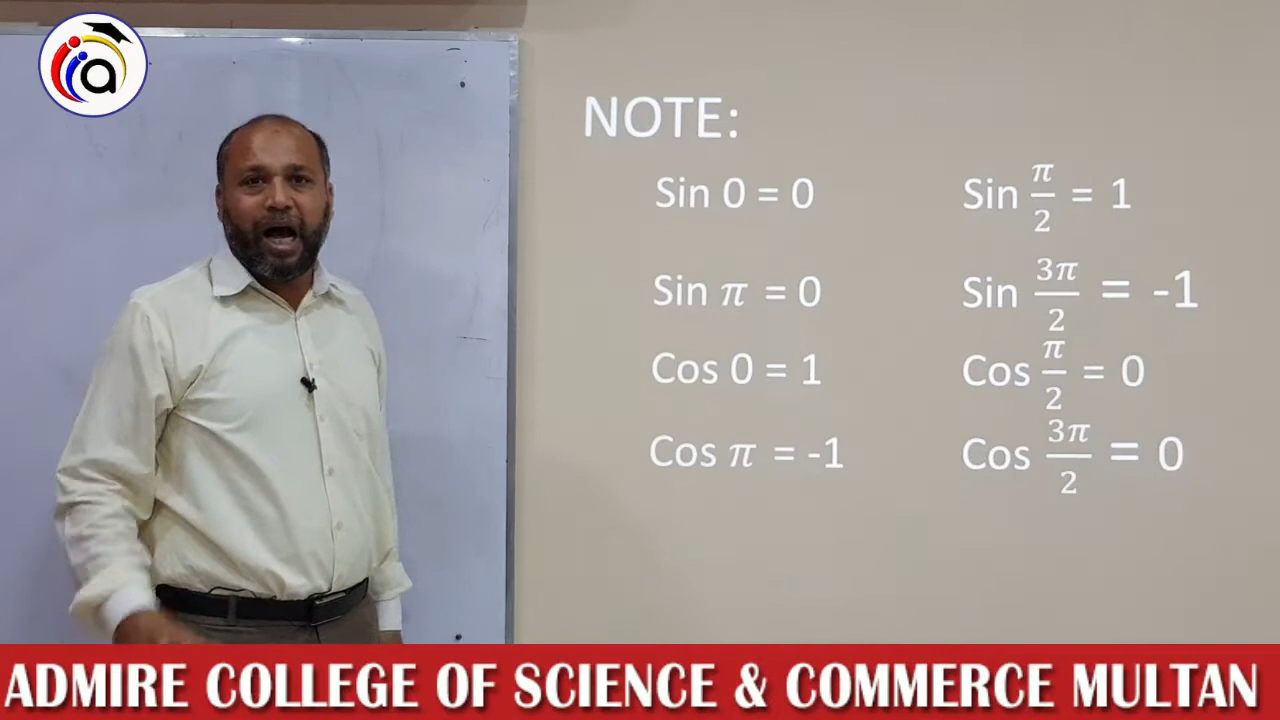 a
NOTE:
Sin 0 = 0
Sin π/2 = 1
Sin π = 0
Sin 3π/2 = -1
Cos 0 = 1
Cos π/2 = 0
Cos π = -1
Cos 3π/2 = 0
ADMIRE COLLEGE OF SCIENCE & COMMERCE MULTAN